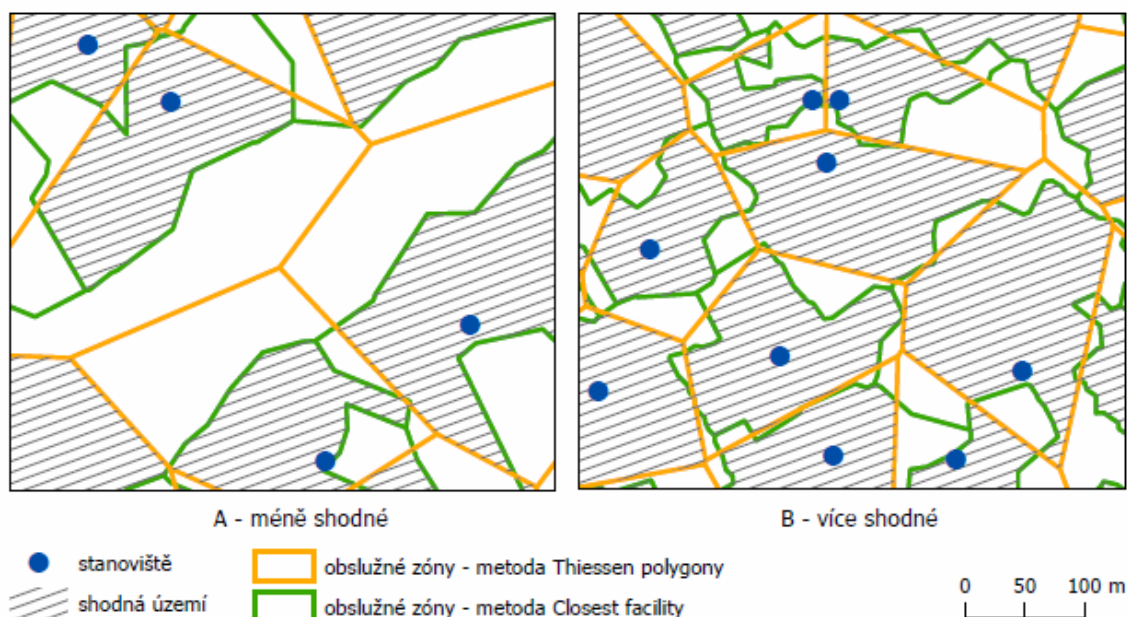 A - méně shodné
B - více shodné
stanoviště
obslužné zóny - metoda Thiessen polygony
0 50 100 m
shodná území
obslužné zóny - metoda Closest facility